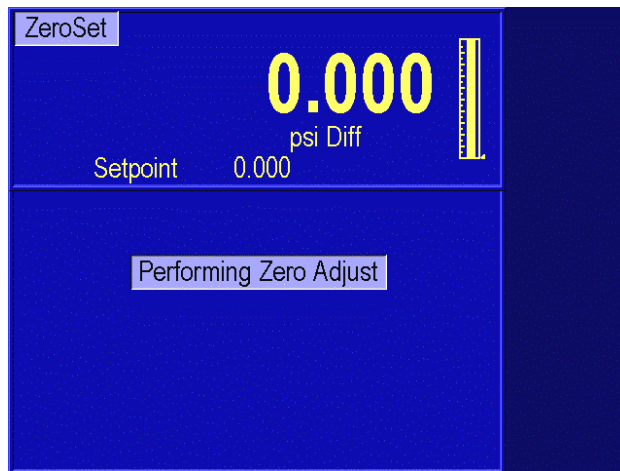 ZeroSet
0.000
psi Diff
Setpoint 0.000
Performing Zero Adjust